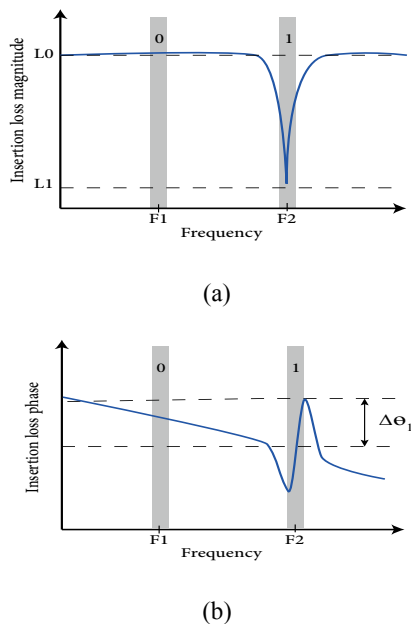 Insertion loss magnitude
L0
0
1
L1
F1
F2
Frequency
(a)
Insertion loss phase
0
1
ΔΘ1
F1
F2
Frequency
(b)